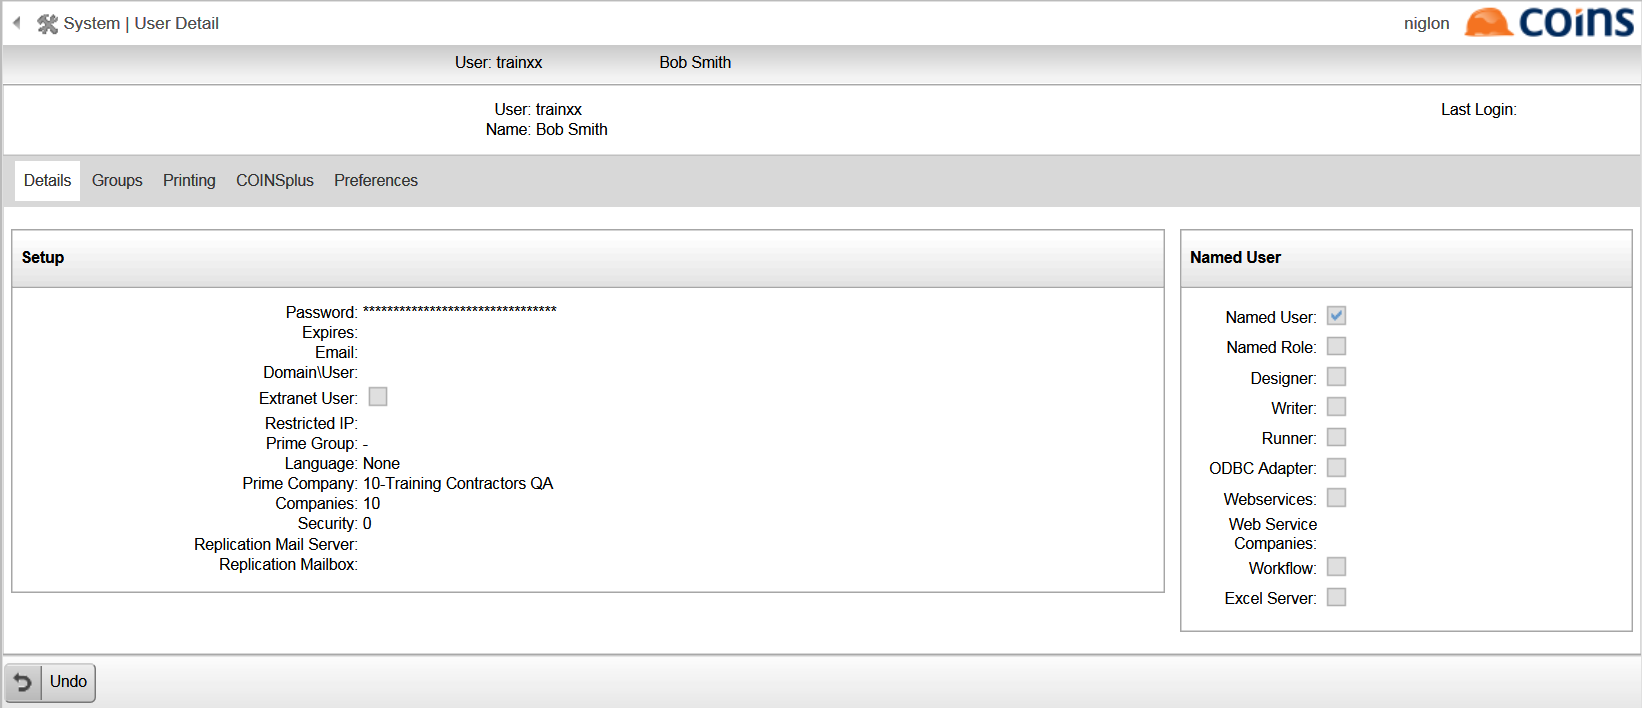 System | User Detail
niglon
coins
User: trainxx Bob Smith
User: trainxx
Name: Bob Smith
Last Login:
Details Groups Printing COINSplus Preferences
Setup
Password: ********************************
Expires:
Email:
Domain\User:
Extranet User:
Restricted IP:
Prime Group: -
Language: None
Prime Company: 10-Training Contractors QA
Companies: 10
Security: 0
Replication Mail Server:
Replication Mailbox:
Named User
Named User:
Named Role:
Designer:
Writer:
Runner:
ODBC Adapter:
Webservices:
Web Service
Companies:
Workflow:
Excel Server:
Undo